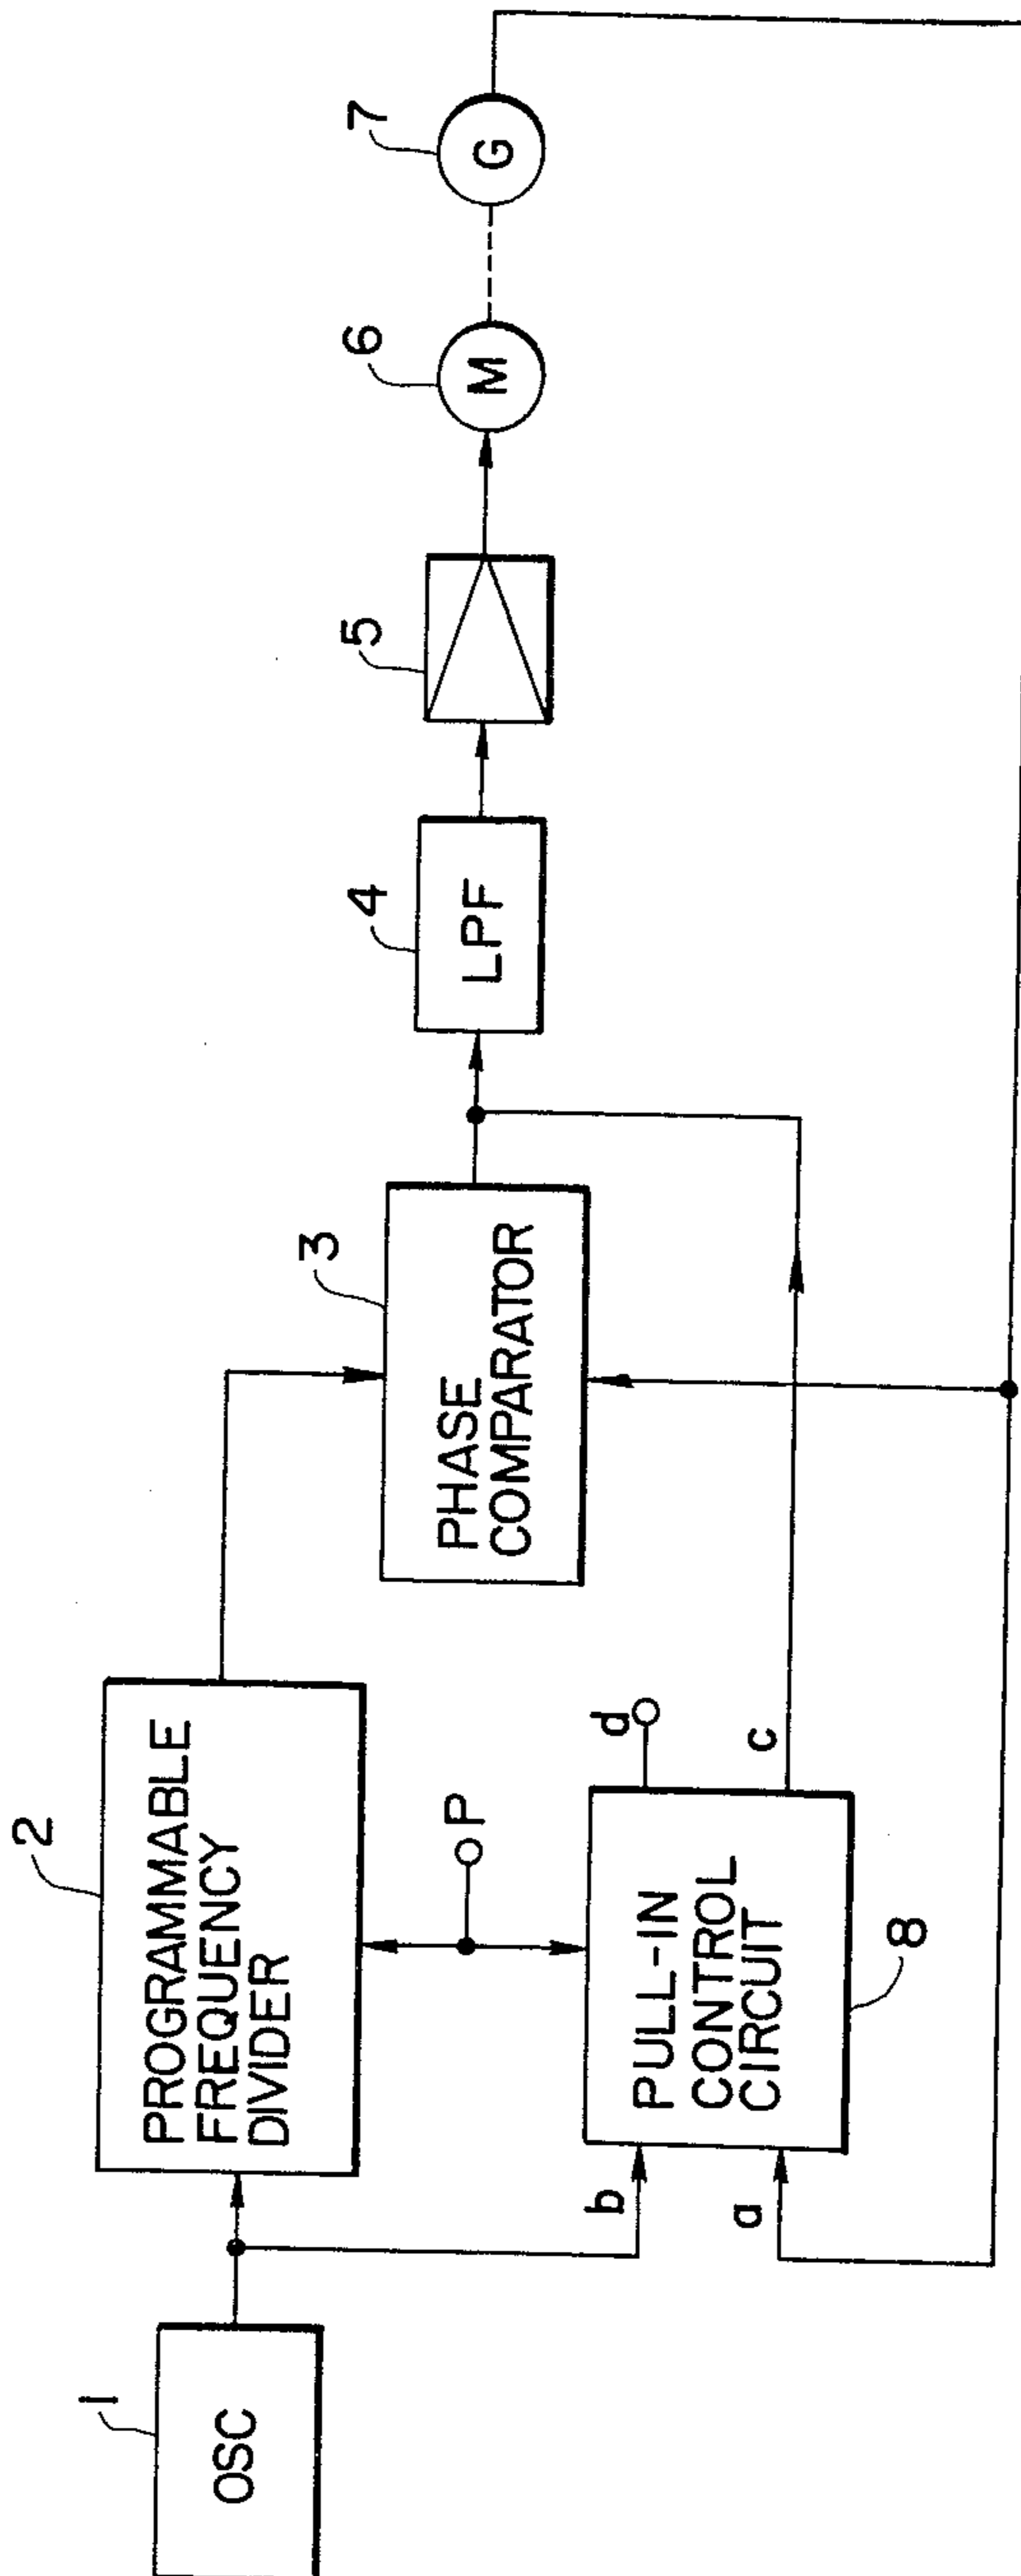 1
OSC
2
PROGRAMMABLE
FREQUENCY
DIVIDER
P
b
a
PULL-IN
CONTROL
CIRCUIT
8
d
c
3
PHASE
COMPARATOR
4
LPF
5
6
M
7
G